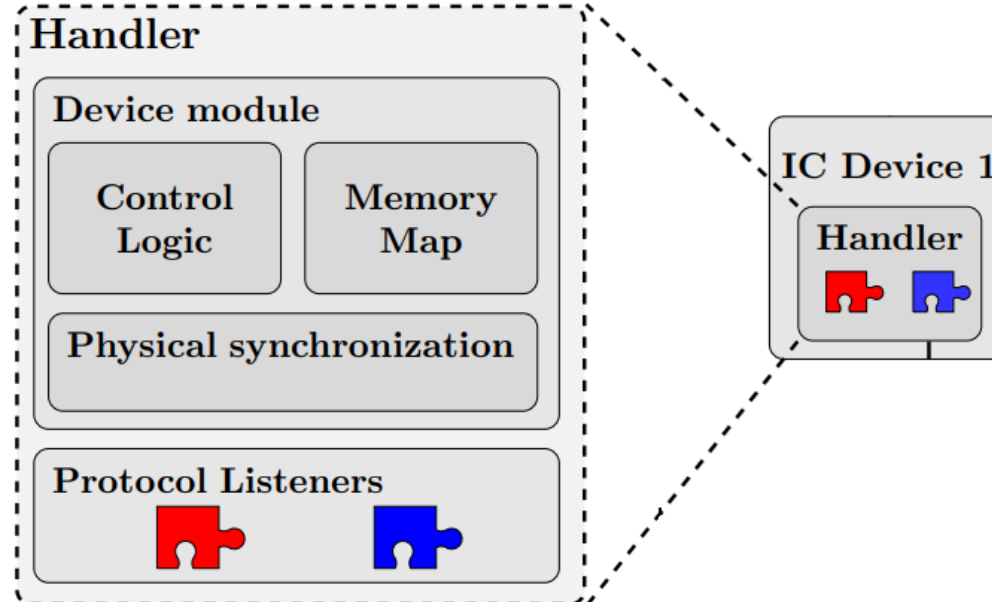 Handler
Device module
Control
Logic
Memory
Map
Physical synchronization
Protocol Listeners
IC Device 1
Handler